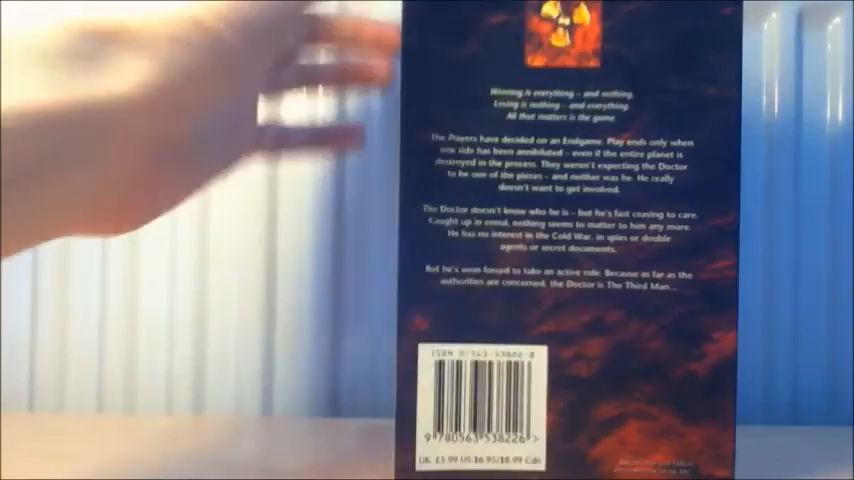 Winning is everything – and nothing.
Losing is nothing – and everything.
All that matters is the game.
The Players have decided on an Endgame. Play ends only when
one side has been annihilated – even if the entire planet is
destroyed in the process. They weren't expecting the Doctor
to be one of the pieces – and neither was he. He really
doesn't want to get involved.
The Doctor doesn't know who he is – but he's fast ceasing to care.
Caught up in ennui, nothing seems to matter to him any more.
He has no interest in the Cold War, in spies or double
agents or secret documents.
But he's soon forced to take an active role. Because as far as the
authorities are concerned, the Doctor is The Third Man...
ISBN 0-563-53822-8
9 780563 538226 >
UK £5.99 US $6.95/$8.99 Cdn